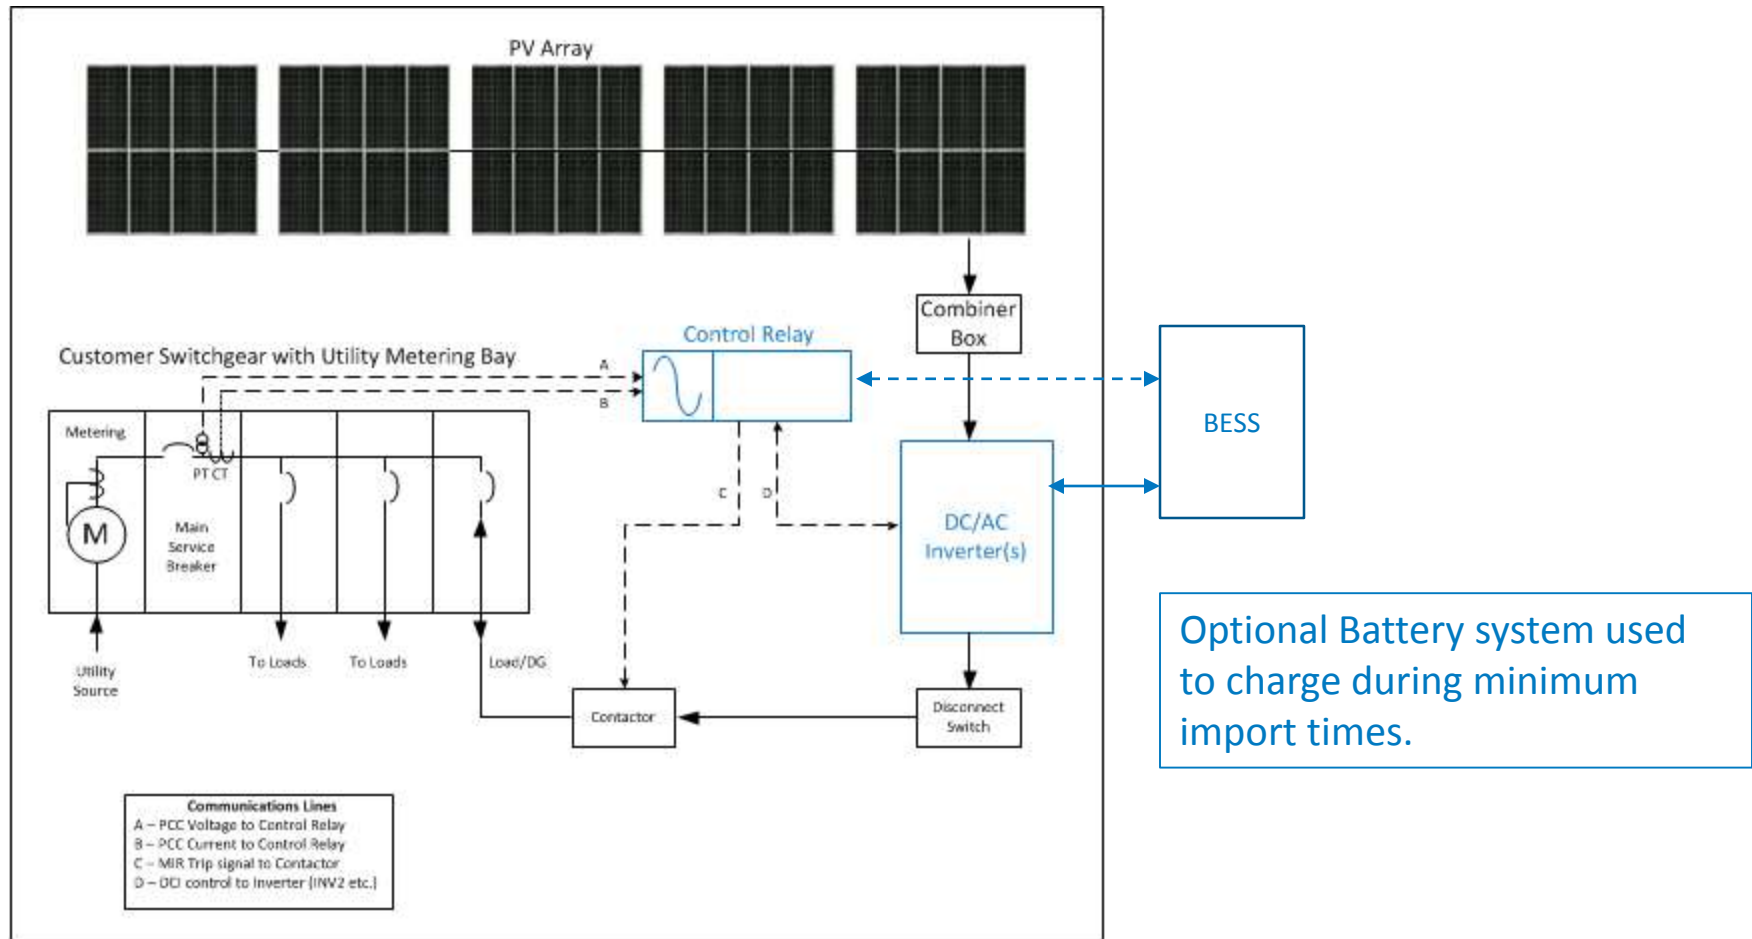 PV Array
Combiner
Box
Control Relay
Customer Switchgear with Utility Metering Bay
A
B
Metering
PT CT
Main
Service
Breaker
M
C
D
DC/AC
Inverter(s)
BESS
Utility
Source
To Loads
To Loads
Load/DG
Contactor
Disconnect
Switch
Optional Battery system used
to charge during minimum
import times.
Communications Lines
A – PCC Voltage to Control Relay
B – PCC Current to Control Relay
C – MIR Trip signal to Contactor
D – DCI control to Inverter (INV2 etc.)